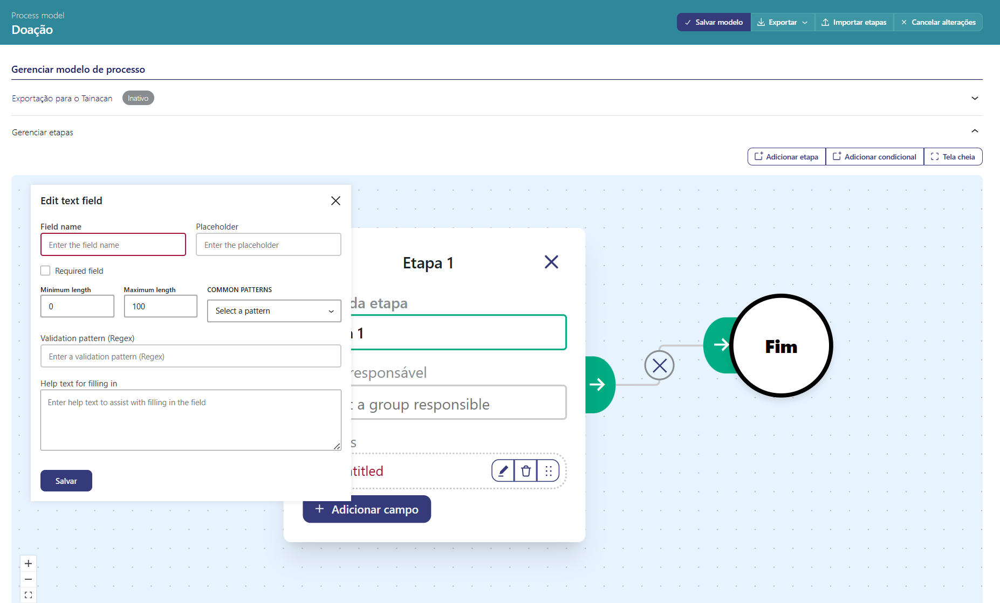 Process model
Doação
Salvar modelo
Exportar
Importar etapas
Cancelar alterações
Gerenciar modelo de processo
Exportação para o Tainacan
Inativo
Gerenciar etapas
Adicionar etapa
Adicionar condicional
Tela cheia
Edit text field
Field name
Placeholder
Enter the field name
Enter the placeholder
Required field
Minimum length
Maximum length
COMMON PATTERNS
0
100
Select a pattern
Validation pattern (Regex)
Enter a validation pattern (Regex)
Help text for filling in
Enter help text to assist with filling in the field
Salvar
Etapa 1
da etapa
1
responsável
a group responsible
Adicionar campo
Fim